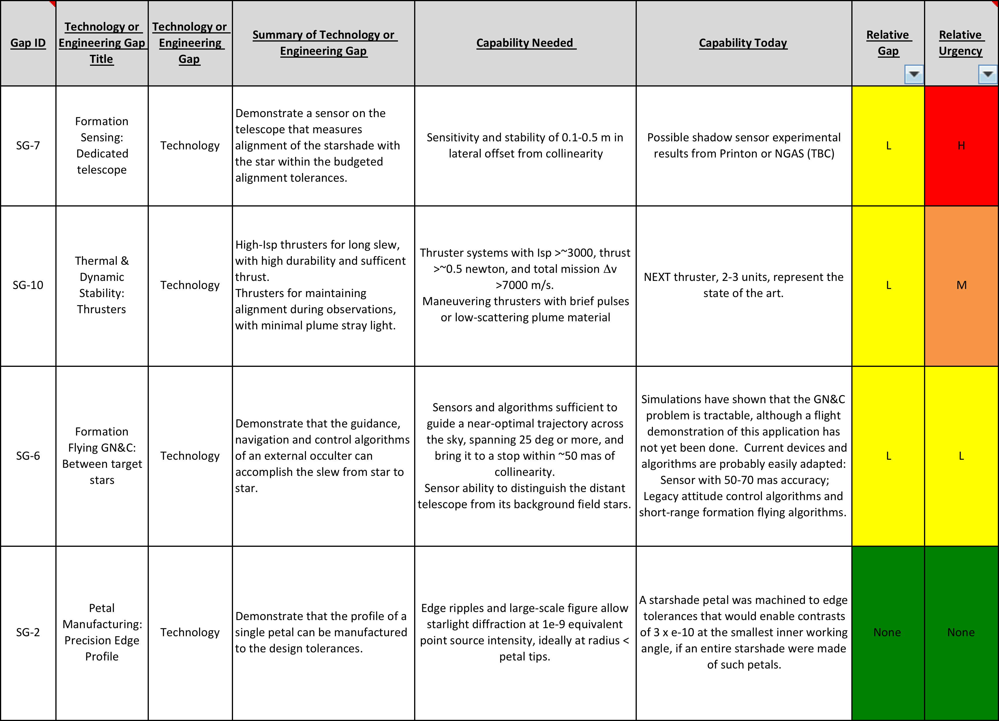 Gap ID
Technology or
Engineering Gap
Title
Technology or
Engineering
Gap
Summary of Technology or
Engineering Gap
Capability Needed
Capability Today
Relative
Gap
Relative
Urgency
SG-7
Formation
Sensing:
Dedicated
telescope
Technology
Demonstrate a sensor on the
telescope that measures
alignment of the starshade with
the star within the budgeted
alignment tolerances.
Sensitivity and stability of 0.1-0.5 m in
lateral offset from collinearity
Possible shadow sensor experimental
results from Printon or NGAS (TBC)
L
H
SG-10
Thermal &
Dynamic
Stability:
Thrusters
Technology
High-Isp thrusters for long slew,
with high durability and sufficent
thrust.
Thrusters for maintaining
alignment during observations,
with minimal plume stray light.
Thruster systems with Isp >~3000, thrust
>~0.5 newton, and total mission Δv
>7000 m/s.
Maneuvering thrusters with brief pulses
or low-scattering plume material
NEXT thruster, 2-3 units, represent the
state of the art.
L
M
SG-6
Formation
Flying GN&C:
Between target
stars
Technology
Demonstrate that the guidance,
navigation and control algorithms
of an external occulter can
accomplish the slew from star to
star.
Sensors and algorithms sufficient to
guide a near-optimal trajectory across
the sky, spanning 25 deg or more, and
bring it to a stop within ~50 mas of
collinearity.
Sensor ability to distinguish the distant
telescope from its background field stars.
Simulations have shown that the GN&C
problem is tractable, although a flight
demonstration of this application has
not yet been done.  Current devices and
algorithms are probably easily adapted:
Sensor with 50-70 mas accuracy;
Legacy attitude control algorithms and
short-range formation flying algorithms.
L
L
SG-2
Petal
Manufacturing:
Precision Edge
Profile
Technology
Demonstrate that the profile of a
single petal can be manufactured
to the design tolerances.
Edge ripples and large-scale figure allow
starlight diffraction at 1e-9 equivalent
point source intensity, ideally at radius <
petal tips.
A starshade petal was machined to edge
tolerances that would enable contrasts
of 3 x e-10 at the smallest inner working
angle, if an entire starshade were made
of such petals.
None
None